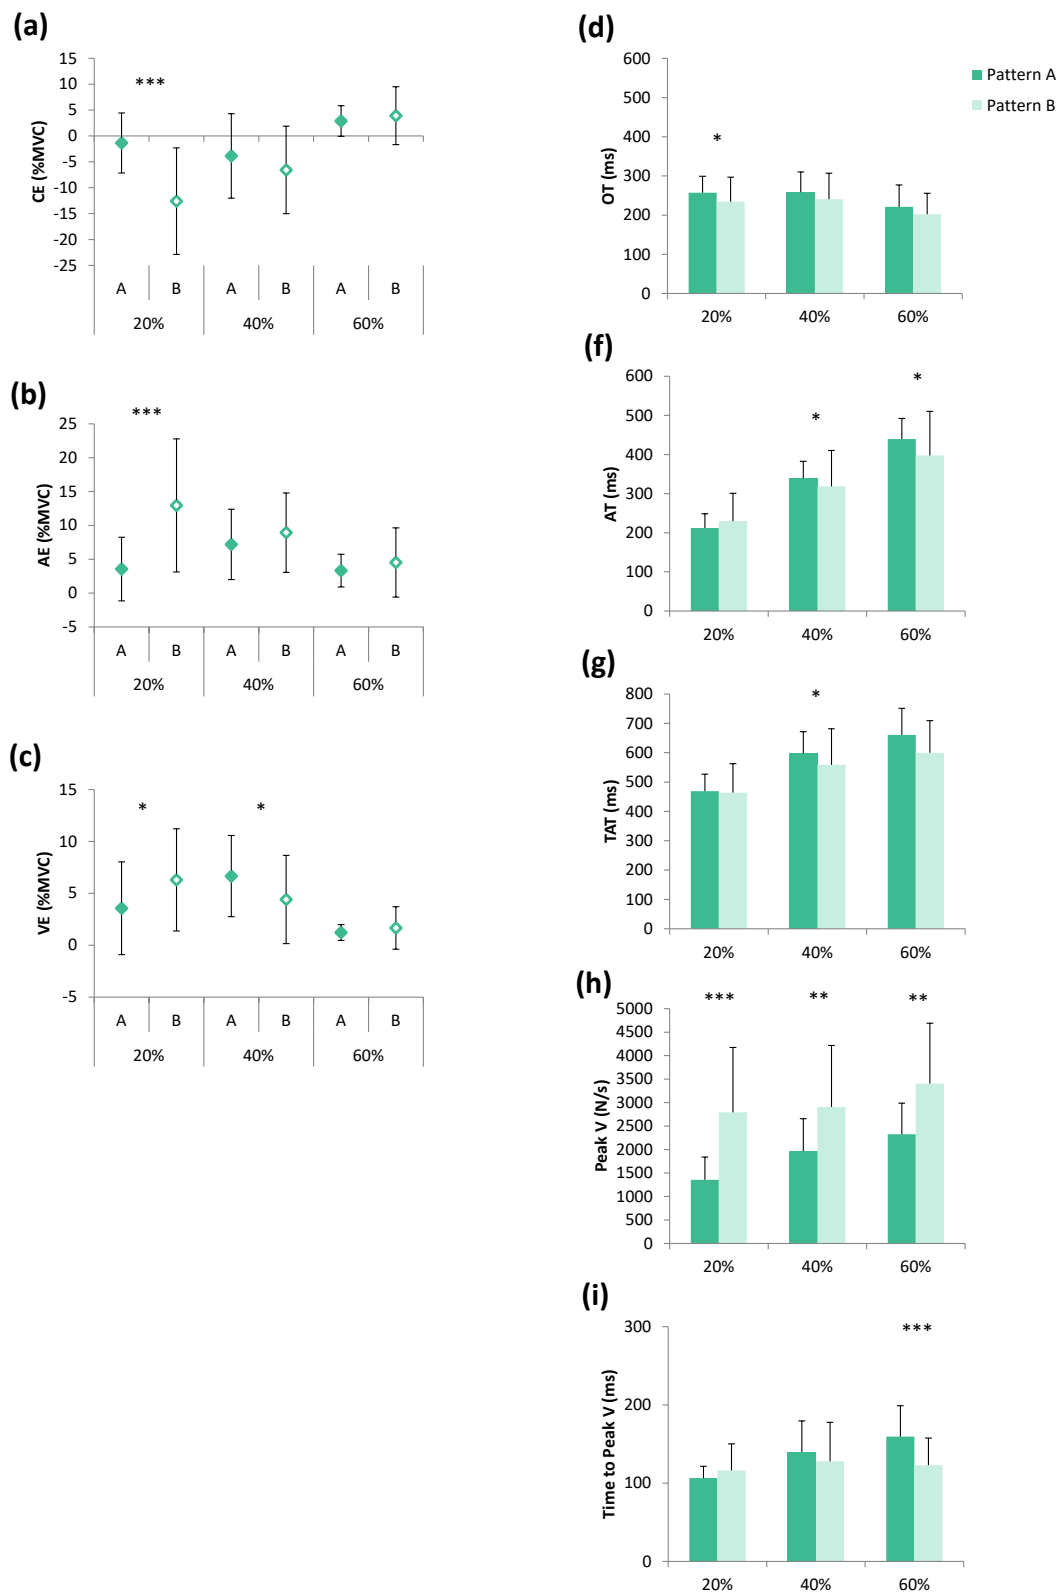 (a)
15
10
5
0
-5
-10
-15
-20
-25
CE (%MVC)
***
A B A B A B
20% 40% 60%
(b)
25
20
15
10
5
0
-5
AE (%MVC)
***
A B A B A B
20% 40% 60%
(c)
15
10
5
0
-5
VE (%MVC)
* *
A B A B A B
20% 40% 60%
(d)
600
500
400
300
200
100
0
OT (ms)
*
20% 40% 60%
Pattern A
Pattern B
(f)
600
500
400
300
200
100
0
AT (ms)
* *
20% 40% 60%
(g)
800
700
600
500
400
300
200
100
0
TAT (ms)
*
20% 40% 60%
(h)
5000
4500
4000
3500
3000
2500
2000
1500
1000
500
0
Peak V (N/s)
*** ** **
20% 40% 60%
(i)
300
200
100
0
Time to Peak V (ms)
***
20% 40% 60%